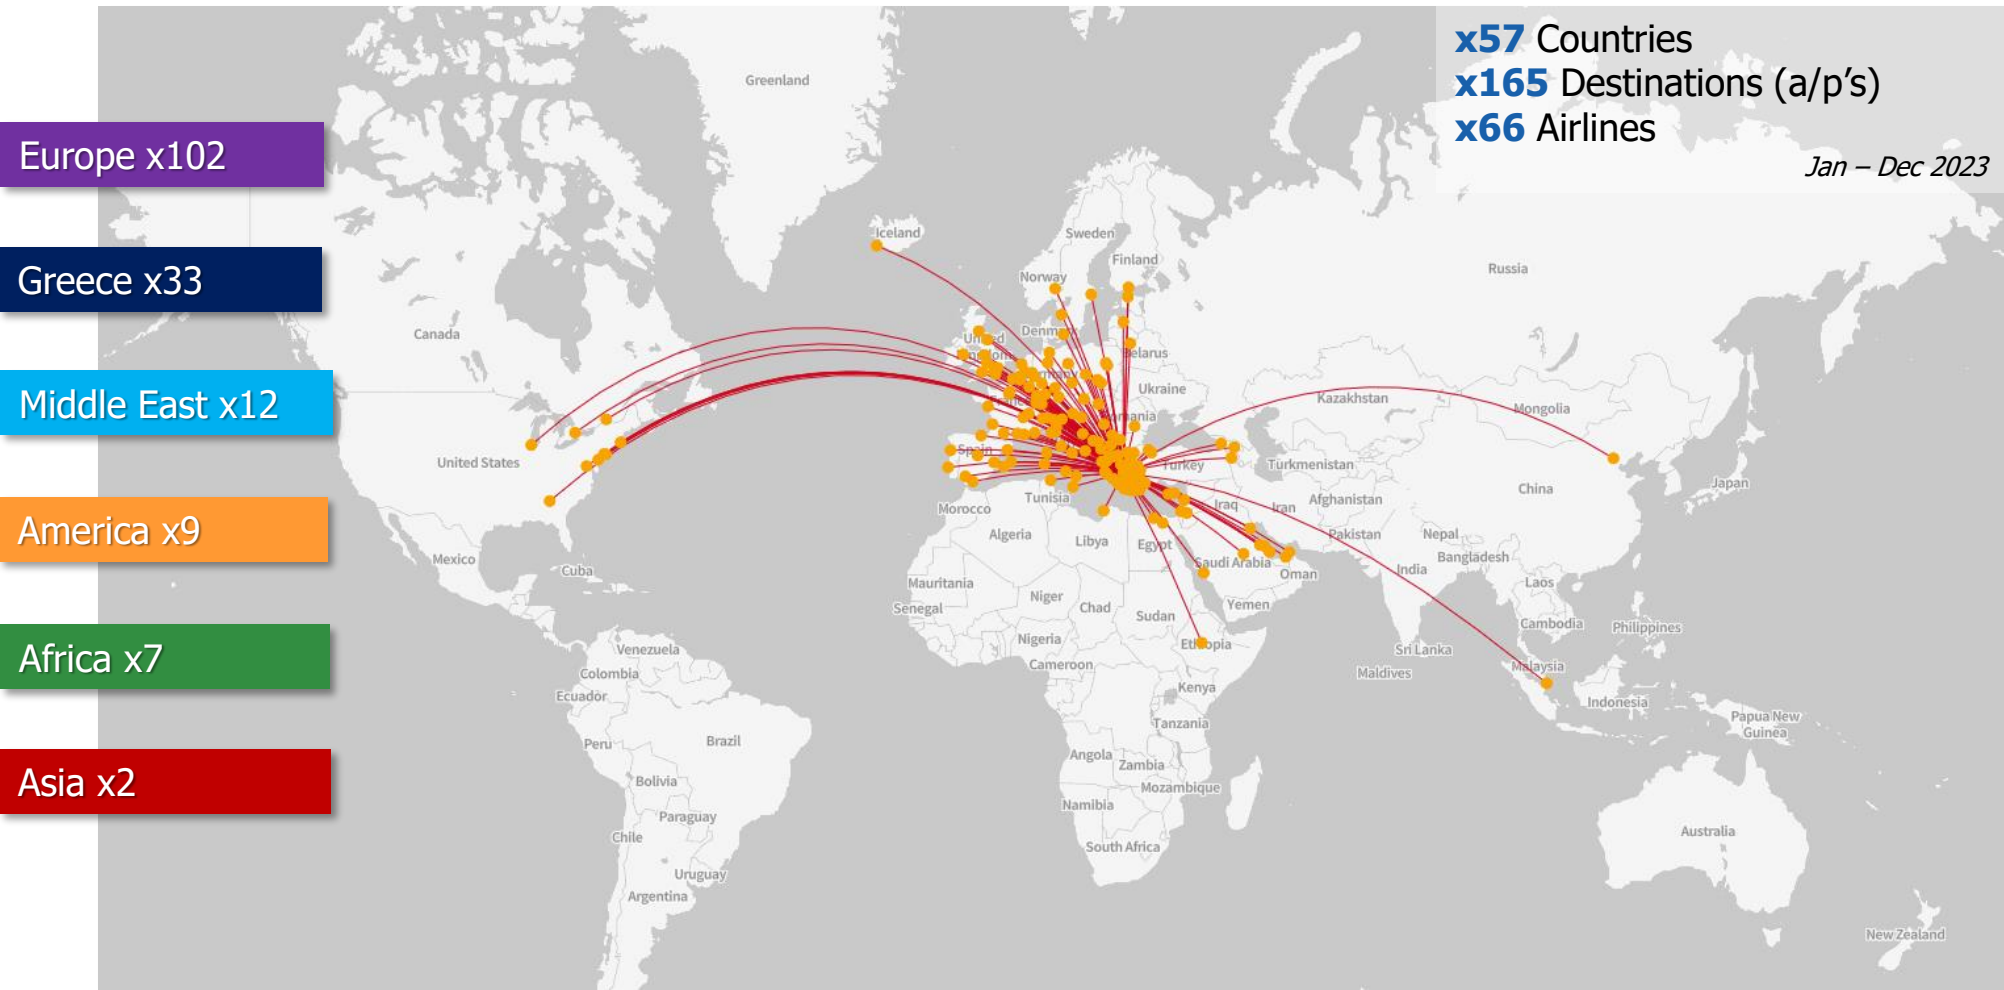 x57 Countries
x165 Destinations (a/p's)
x66 Airlines
Jan – Dec 2023
Europe x102
Greece x33
Middle East x12
America x9
Africa x7
Asia x2
Greenland
Iceland
Sweden
Finland
Norway
Russia
Canada
United
Kingdom
Belarus
Ukraine
Kazakhstan
Mongolia
United States
Spain
Turkey
Turkmenistan
China
Japan
Tunisia
Morocco
Iraq
Iran
Afghanistan
Algeria
Libya
Egypt
Pakistan
Nepal
Bangladesh
Mexico
Cuba
Saudi Arabia
Oman
India
Laos
Mauritania
Senegal
Niger
Chad
Sudan
Yemen
Cambodia
Philippines
Nigeria
Ethiopia
Venezuela
Colombia
Cameroon
Sri Lanka
Maldives
Malaysia
Ecuador
Kenya
Indonesia
Peru
Brazil
Tanzania
Papua New
Guinea
Angola
Zambia
Bolivia
Mozambique
Namibia
Paraguay
Chile
South Africa
Australia
Uruguay
Argentina
New Zealand